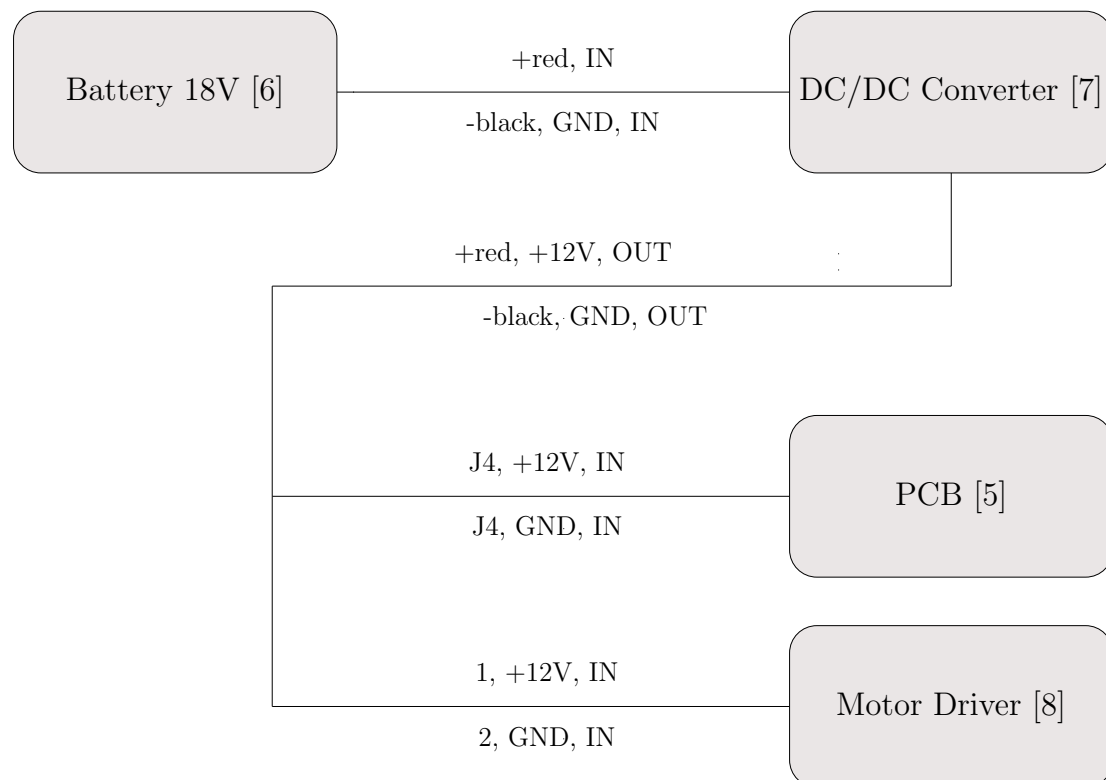 Battery 18V [6]
+red, IN
-black, GND, IN
DC/DC Converter [7]
+red, +12V, OUT
-black, GND, OUT
J4, +12V, IN
J4, GND, IN
PCB [5]
1, +12V, IN
2, GND, IN
Motor Driver [8]